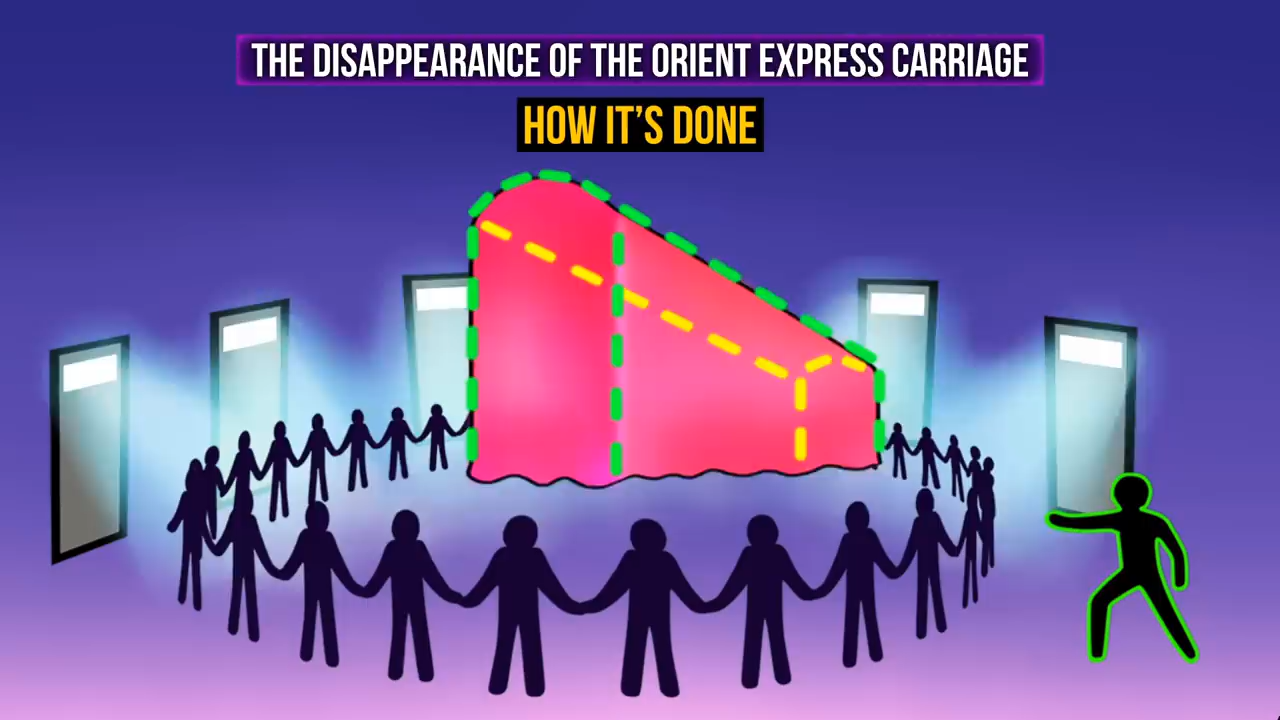 THE DISAPPEARANCE OF THE ORIENT EXPRESS CARRIAGE
HOW IT’S DONE